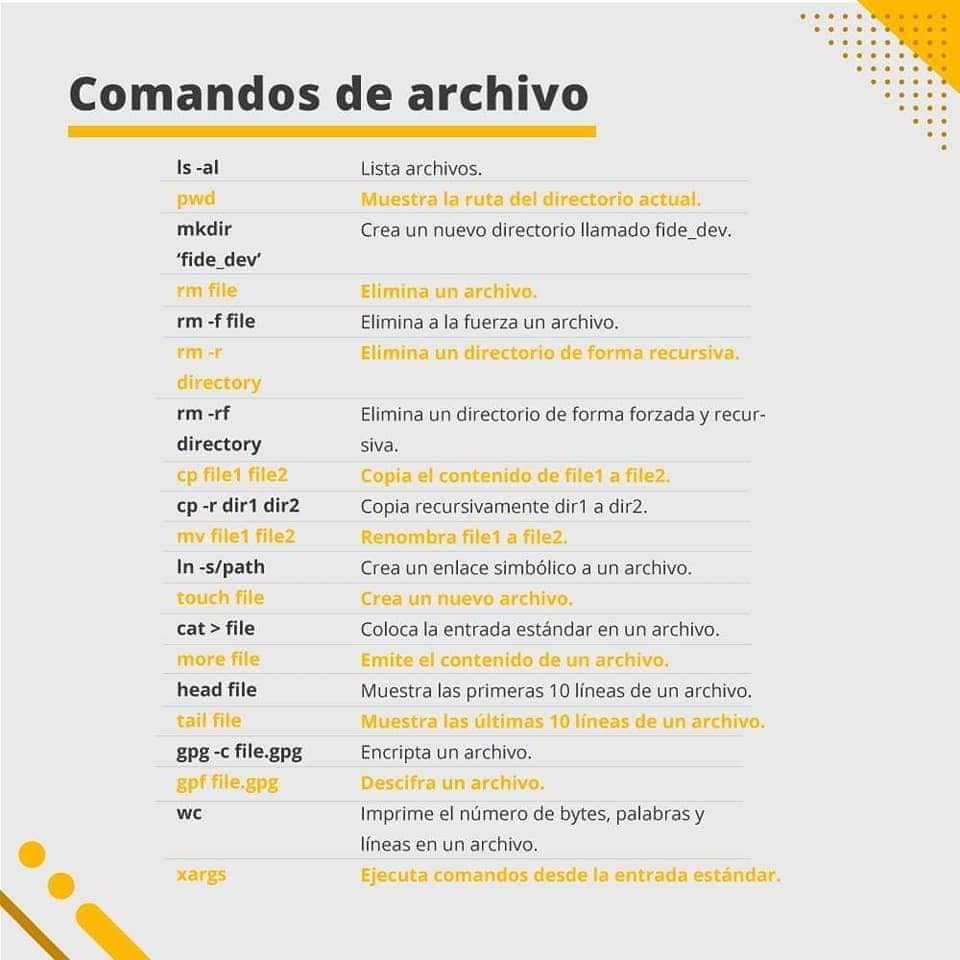 Comandos de archivo
ls -al Lista archivos.
pwd Muestra la ruta del directorio actual.
mkdir Crea un nuevo directorio llamado fide_dev.
‘fide_dev’
rm file Elimina un archivo.
rm -f file Elimina a la fuerza un archivo.
rm -r Elimina un directorio de forma recursiva.
directory
rm -rf Elimina un directorio de forma forzada y recur-
directory siva.
cp file1 file2 Copia el contenido de file1 a file2.
cp -r dir1 dir2 Copia recursivamente dir1 a dir2.
mv file1 file2 Renombra file1 a file2.
ln -s/path Crea un enlace simbólico a un archivo.
touch file Crea un nuevo archivo.
cat > file Coloca la entrada estándar en un archivo.
more file Emite el contenido de un archivo.
head file Muestra las primeras 10 líneas de un archivo.
tail file Muestra las últimas 10 líneas de un archivo.
gpg -c file.gpg Encripta un archivo.
gpf file.gpg Descifra un archivo.
wc Imprime el número de bytes, palabras y
líneas en un archivo.
xargs Ejecuta comandos desde la entrada estándar.